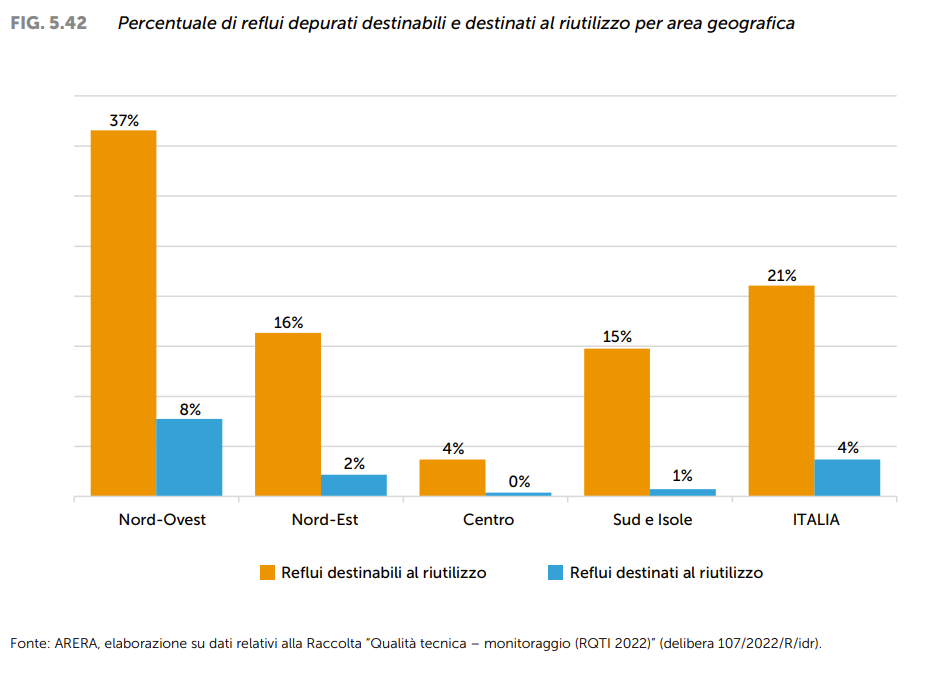 FIG. 5.42 Percentuale di reflui depurati destinabili e destinati al riutilizzo per area geografica
37%
8%
16%
2%
4%
0%
15%
1%
21%
4%
Nord-Ovest Nord-Est Centro Sud e Isole ITALIA
Reflui destinabili al riutilizzo Reflui destinati al riutilizzo
Fonte: ARERA, elaborazione su dati relativi alla Raccolta “Qualità tecnica – monitoraggio (RQTI 2022)” (delibera 107/2022/R/idr).